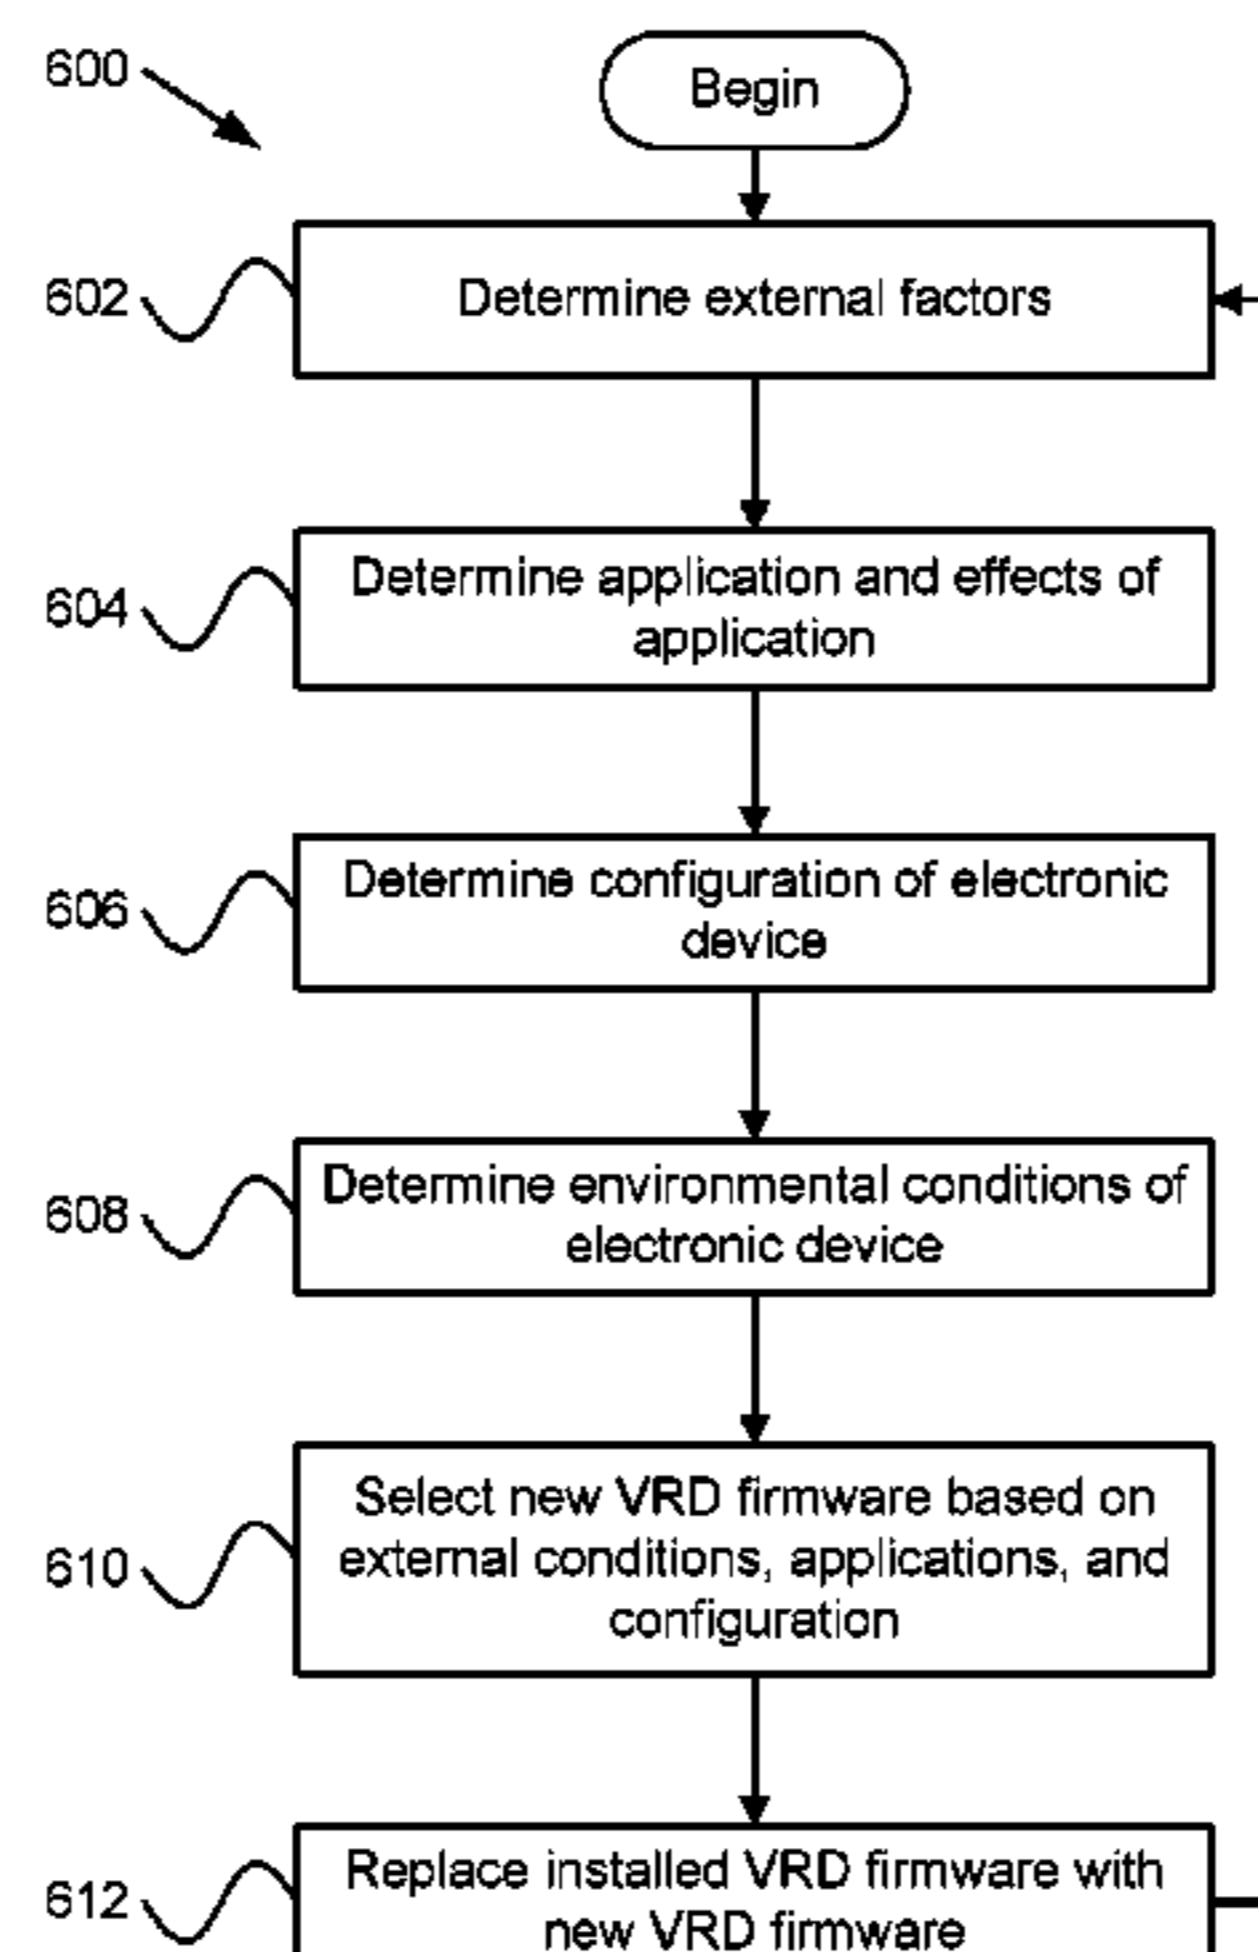 600
Begin
602
Determine external factors
604
Determine application and effects of
application
606
Determine configuration of electronic
device
608
Determine environmental conditions of
electronic device
610
Select new VRD firmware based on
external conditions, applications, and
configuration
612
Replace installed VRD firmware with
new VRD firmware